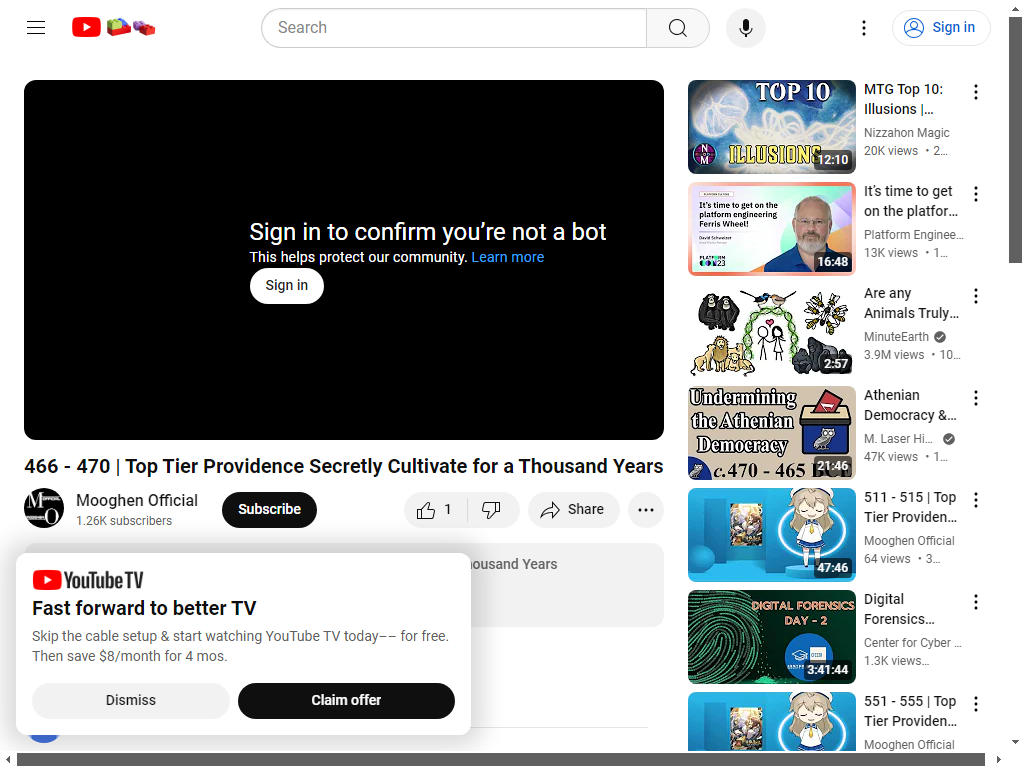 Search
Sign in
Sign in to confirm you’re not a bot
This helps protect our community. Learn more
Sign in
466 - 470 | Top Tier Providence Secretly Cultivate for a Thousand Years
Mooghen Official
1.26K subscribers
Subscribe
1
Share
ousand Years
YouTube TV
Fast forward to better TV
Skip the cable setup & start watching YouTube TV today–– for free.
Then save $8/month for 4 mos.
Dismiss
Claim offer
TOP 10
ILLUSIONS
12:10
MTG Top 10:
Illusions |…
Nizzahon Magic
20K views • 2…
It's time to get on the
platform engineering
Ferris Wheel!
David Schweizer
PLATFORM
CON23
16:48
It’s time to get
on the platfor…
Platform Enginee…
13K views • 1…
2:57
Are any
Animals Truly…
MinuteEarth
3.9M views • 10…
Undermining
the Athenian
Democracy
c.470 - 465 BCE
21:46
Athenian
Democracy &…
M. Laser Hi…
47K views • 1…
47:46
511 - 515 | Top
Tier Providen…
Mooghen Official
64 views • 3…
DIGITAL FORENSICS
DAY - 2
3:41:44
Digital
Forensics…
Center for Cyber …
1.3K views…
551 - 555 | Top
Tier Providen…
Mooghen Official